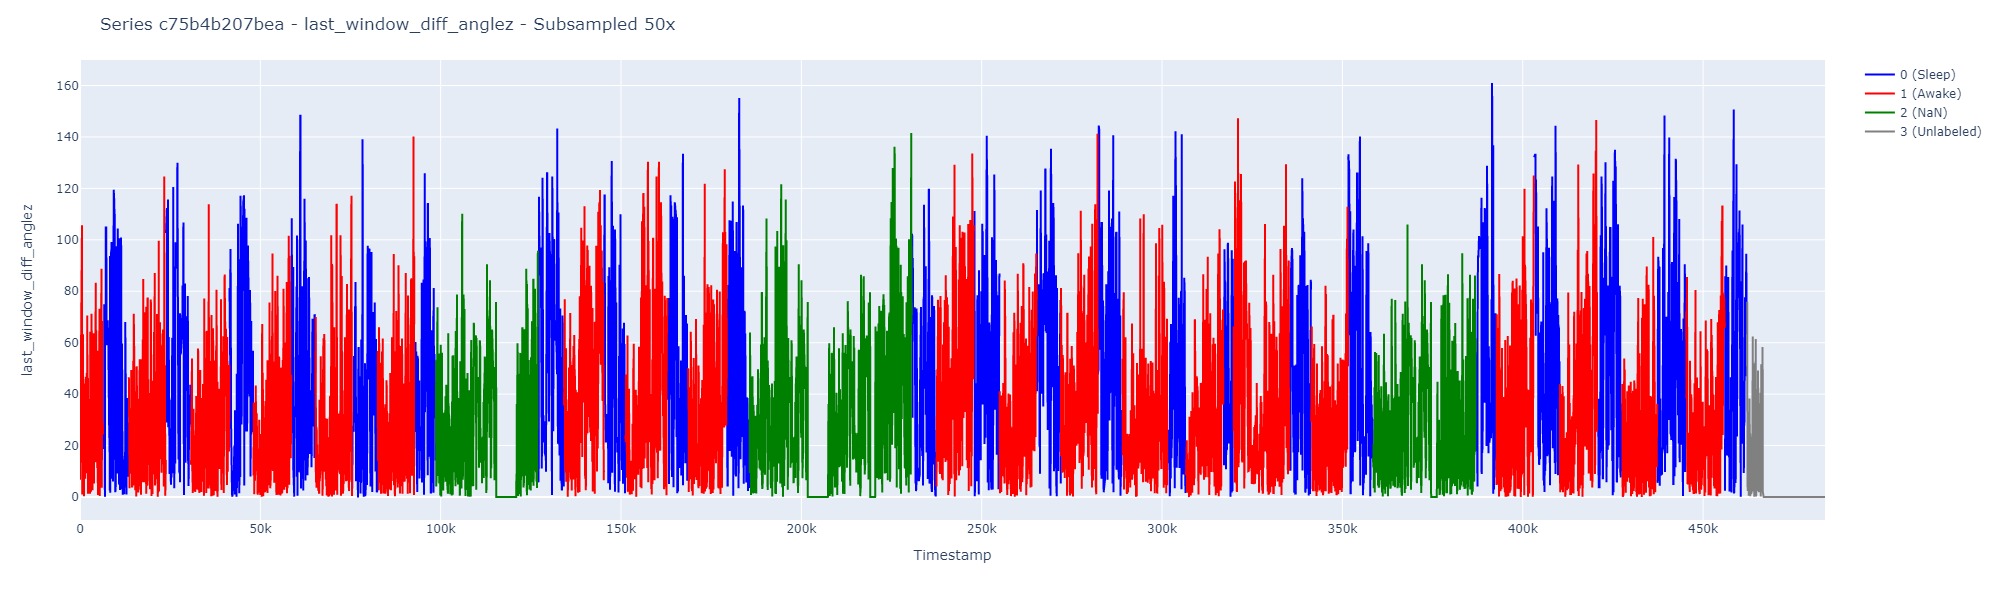 Series c75b4b207bea - last_window_diff_anglez - Subsampled 50x
0 (Sleep)
1 (Awake)
2 (NaN)
3 (Unlabeled)
last_window_diff_anglez
160
140
120
100
80
60
40
20
0
0 50k 100k 150k 200k 250k 300k 350k 400k 450k
Timestamp